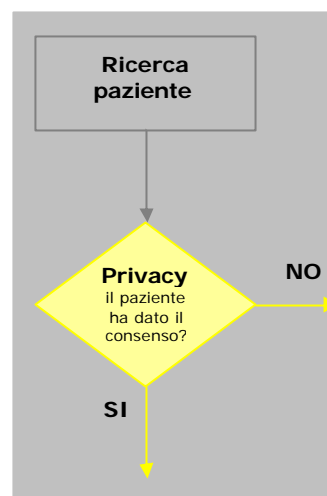 Ricerca
paziente
Privacy
il paziente
ha dato il
consenso?
NO
SI